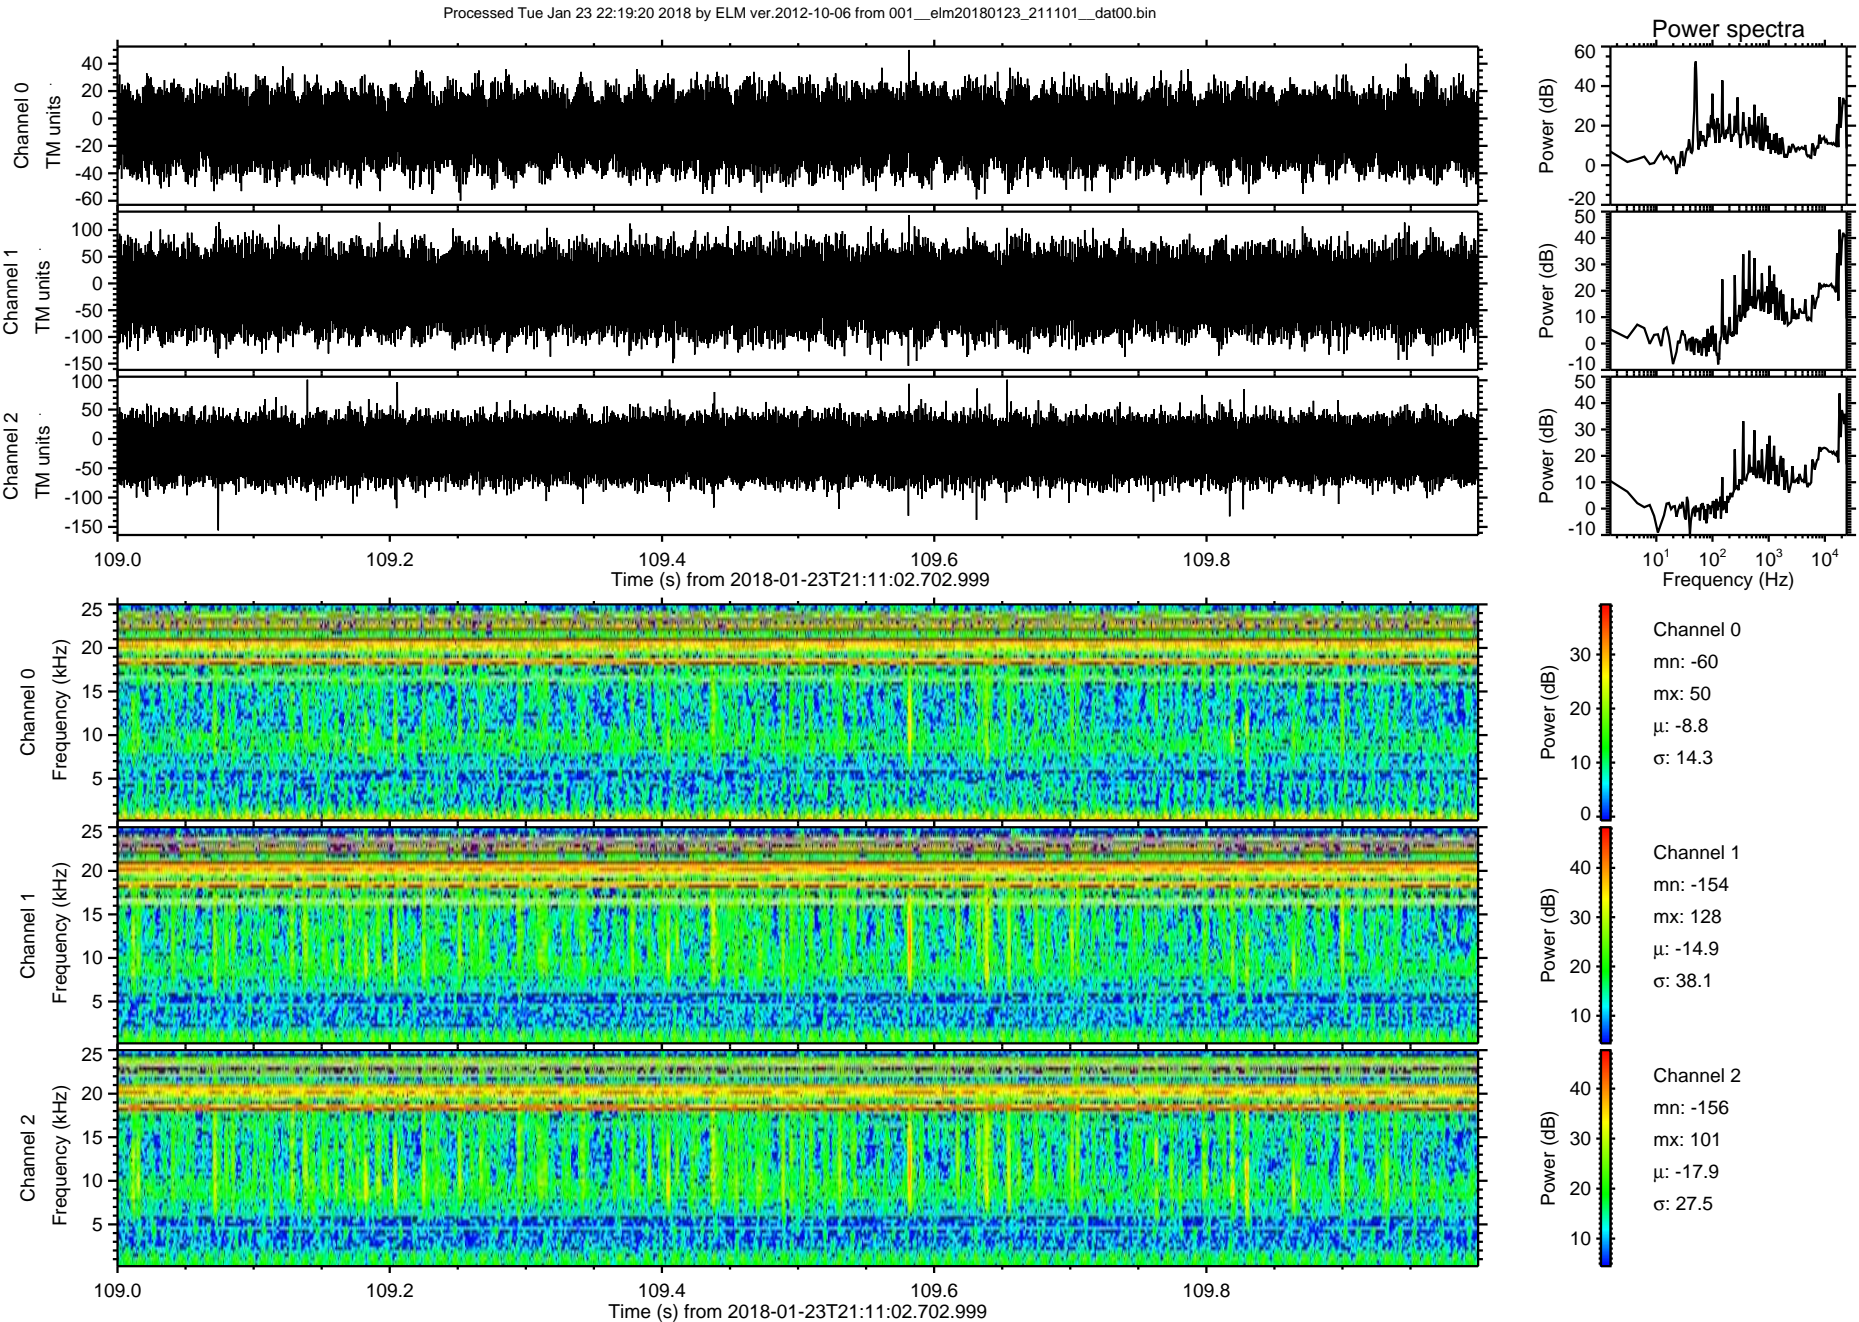 Processed Tue Jan 23 22:19:20 2018 by ELM ver.2012-10-06 from 001__elm20180123_211101__dat00.bin
Power spectra
Channel 0
TM units
40
20
0
-20
-40
-60
Power (dB)
60
40
20
0
-20
Channel 1
TM units
100
50
0
-50
-100
-150
Power (dB)
50
40
30
20
10
0
-10
Channel 2
TM units
100
50
0
-50
-100
-150
Power (dB)
50
40
30
20
10
0
-10
109.0 109.2 109.4 109.6 109.8
Time (s) from 2018-01-23T21:11:02.702.999
10^1 10^2 10^3 10^4
Frequency (Hz)
Channel 0
Frequency (kHz)
25
20
15
10
5
Power (dB)
30
20
10
0
Channel 0
mn: -60
mx: 50
μ: -8.8
σ: 14.3
Channel 1
Frequency (kHz)
25
20
15
10
5
Power (dB)
40
30
20
10
Channel 1
mn: -154
mx: 128
μ: -14.9
σ: 38.1
Channel 2
Frequency (kHz)
25
20
15
10
5
Power (dB)
40
30
20
10
Channel 2
mn: -156
mx: 101
μ: -17.9
σ: 27.5
109.0 109.2 109.4 109.6 109.8
Time (s) from 2018-01-23T21:11:02.702.999